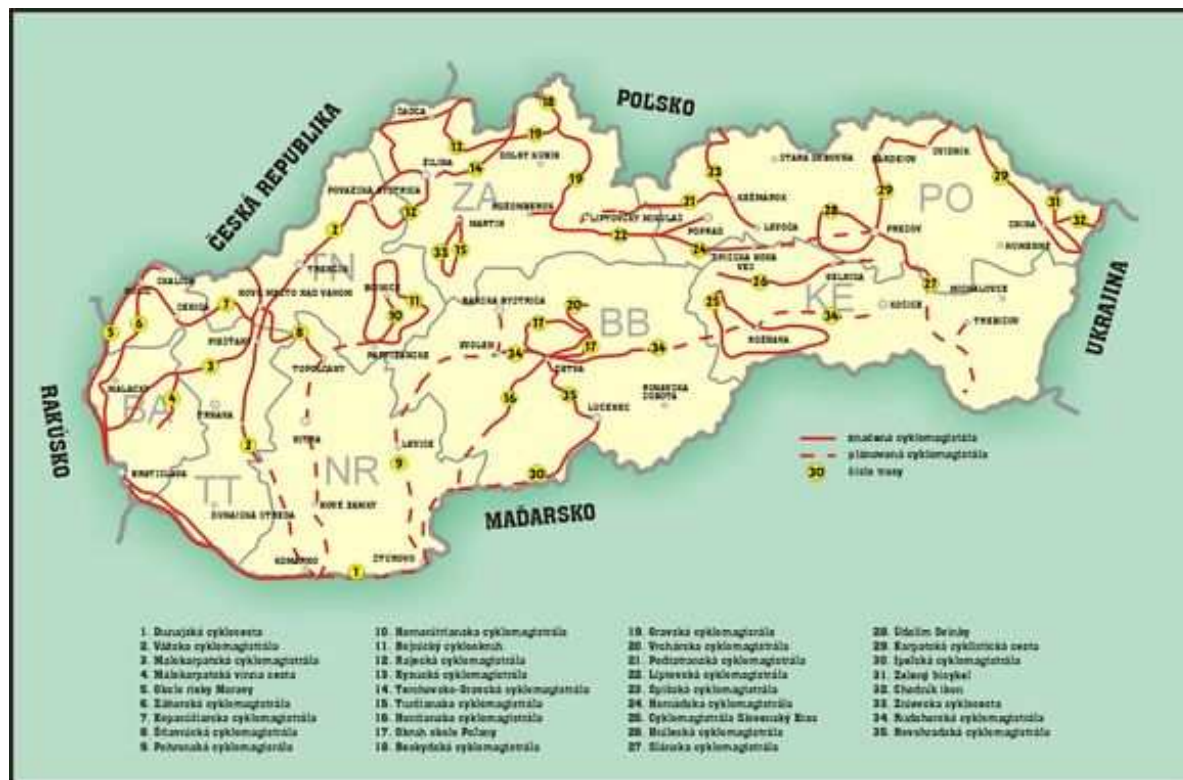 ČESKÁ REPUBLIKA
POĽSKO
UKRAJINA
RAKÚSKO
MAĎARSKO
ČADCA
ŽILINA
DOLNÝ KUBÍN
POVAŽSKÁ BYSTRICA
RUŽOMBEROK
MARTIN
LIPTOVSKÝ MIKULÁŠ
KEŽMAROK
POPRAD
LEVOČA
STARÁ ĽUBOVŇA
BARDEJOV
SVIDNÍK
PREŠOV
SNINA
HUMENNÉ
MICHALOVCE
TREBIŠOV
KOŠICE
GELNICA
SPIŠSKÁ NOVÁ VES
ROŽŇAVA
TRENČÍN
NOVÉ MESTO NAD VÁHOM
BOJNICE
PARTIZÁNSKE
BANSKÁ BYSTRICA
ZVOLEN
DETVA
RIMAVSKÁ SOBOTA
LUČENEC
SKALICA
SENICA
PIEŠŤANY
TOPOĽČANY
MALACKY
TRNAVA
NITRA
LEVICE
BRATISLAVA
DUNAJSKÁ STREDA
NOVÉ ZÁMKY
KOMÁRNO
ŠTÚROVO
ZA
TN
PO
KE
BB
BA
TT
NR
značená cyklomagistrála
plánovaná cyklomagistrála
30 číslo trasy
1 Dunajská cyklocesta
2 Vážska cyklomagistrála
3 Malokarpatská cyklomagistrála
4 Malokarpatská vínna cesta
5 Okolo rieky Moravy
6 Záhorská cyklomagistrála
7 Kopaničiarska cyklomagistrála
8 Štiavnická cyklomagistrála
9 Pohronská cyklomagistrála
10 Hornonitrianska cyklomagistrála
11 Bojnický cyklookruh
12 Rajecká cyklomagistrála
13 Kysucká cyklomagistrála
14 Terchovsko-Oravská cyklomagistrála
15 Turčianska cyklomagistrála
16 Hontianska cyklomagistrála
17 Okruh okolo Poľany
18 Beskydská cyklomagistrála
19 Oravská cyklomagistrála
20 Vrchárska cyklomagistrála
21 Podtatranská cyklomagistrála
22 Liptovská cyklomagistrála
23 Spišská cyklomagistrála
24 Hornádska cyklomagistrála
25 Cyklomagistrála Slovenský Kras
26 Hnilecká cyklomagistrála
27 Slánska cyklomagistrála
28 Údolím Svinky
29 Karpatská cyklistická cesta
30 Ipeľská cyklomagistrála
31 Zelený bicykel
32 Chodník ikon
33 cyklocesta
34 Rudohorská cyklomagistrála
35 Novohradská cyklomagistrála